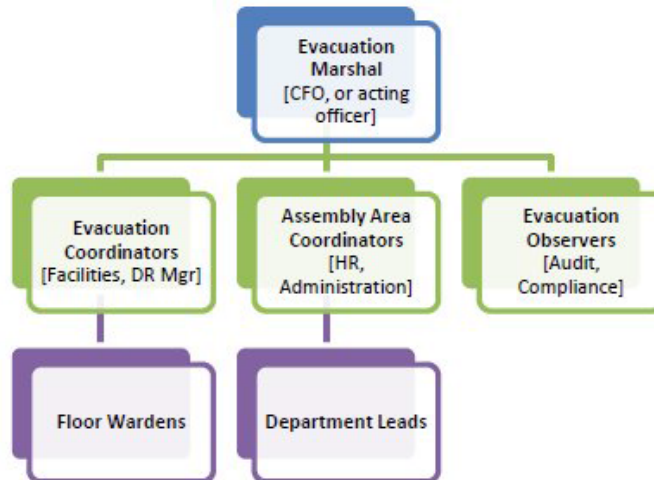 Evacuation
Marshal
[CFO, or acting
officer]
Evacuation
Coordinators
[Facilities, DR Mgr]
Assembly Area
Coordinators
[HR,
Administration]
Evacuation
Observers
[Audit,
Compliance]
Floor Wardens
Department Leads